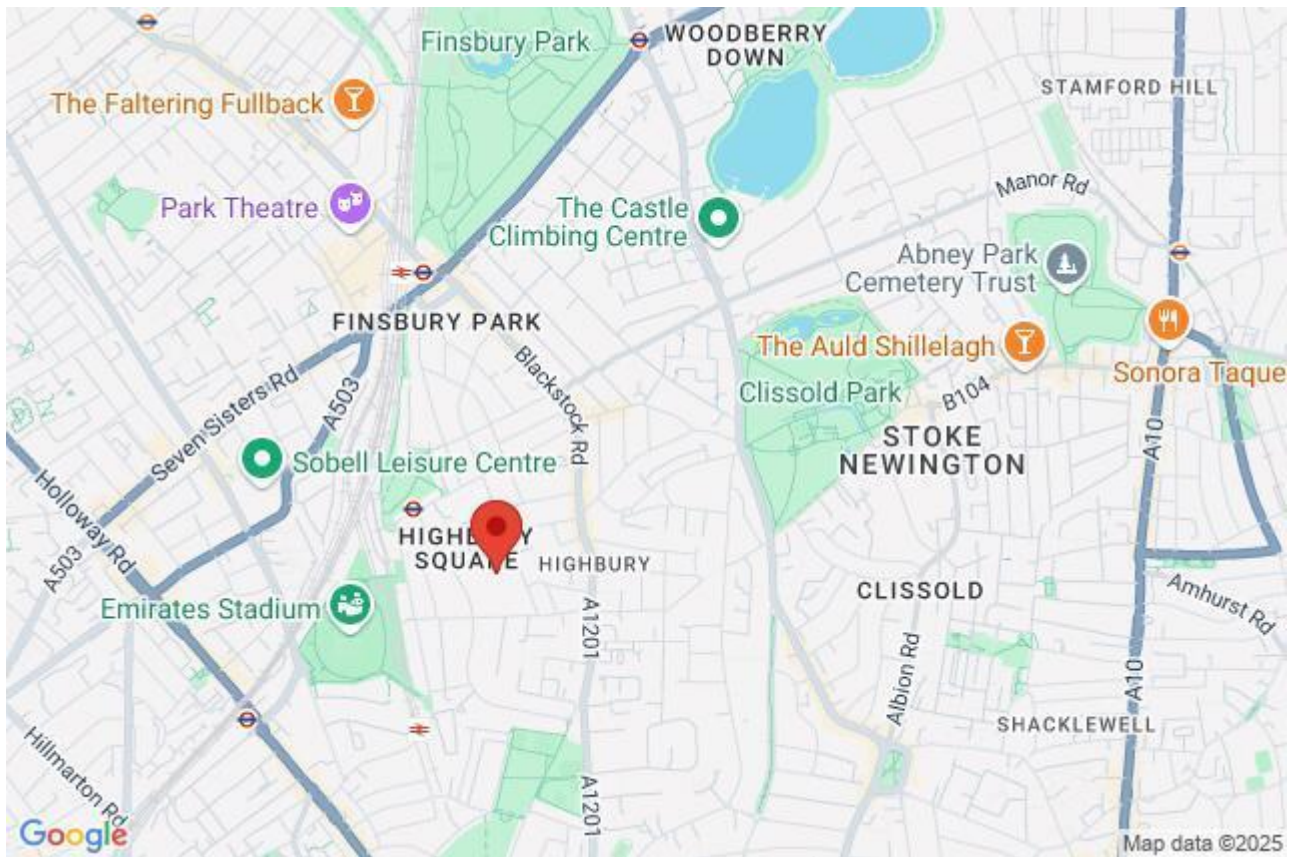 Finsbury Park
WOODBERRY
DOWN
STAMFORD HILL
The Faltering Fullback
Manor Rd
Park Theatre
The Castle
Climbing Centre
Abney Park
Cemetery Trust
FINSBURY PARK
The Auld Shillelagh
Sonora Taque
Blackstock Rd
Clissold Park
B104
Seven Sisters Rd
A503
STOKE
NEWINGTON
A10
Sobell Leisure Centre
Holloway Rd
A503
SQUARE
HIGHBURY
CLISSOLD
Amhurst Rd
Emirates Stadium
A1201
Albion Rd
A10
SHACKLEWELL
Hillmarton Rd
A1201
Google
Map data ©2025